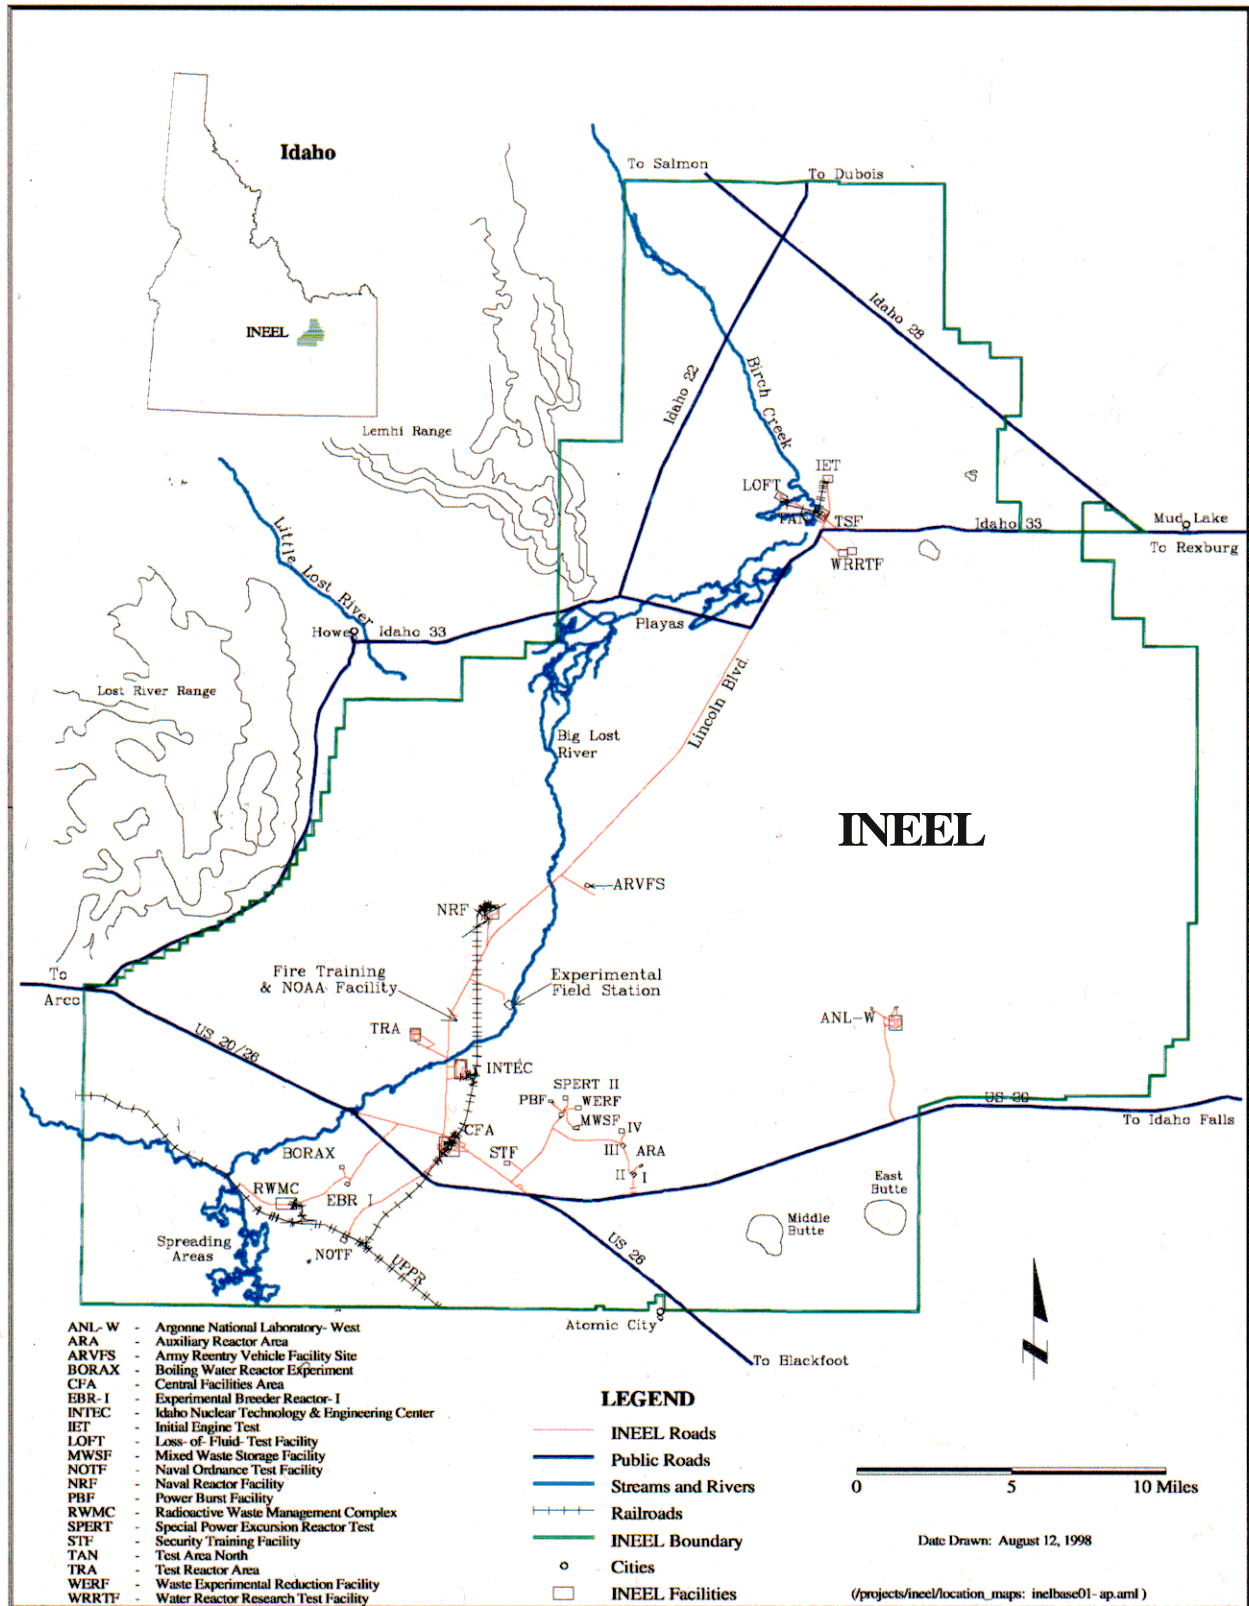 Idaho
INEEL
To Salmon
To Dubois
Idaho 28
Idaho 22
Birch Creek
Lemhi Range
IET
LOFT
TAN
TSF
Idaho 33
Mud Lake
To Rexburg
WRRTF
Little Lost River
Howe
Idaho 33
Playas
Lost River Range
Lincoln Blvd.
Big Lost
River
INEEL
ARVFS
NRF
To
Arco
Fire Training
& NOAA Facility
Experimental
Field Station
TRA
ANL-W
US 20/26
INTEC
SPERT II
PBF
WERF
MWSF
IV
US 20
To Idaho Falls
CFA
STF
III
ARA
II
I
BORAX
RWMC
EBR I
East
Butte
Middle
Butte
Spreading
Areas
NOTF
UPPR
US 26
Atomic City
To Blackfoot
ANL-W - Argonne National Laboratory-West
ARA - Auxiliary Reactor Area
ARVFS - Army Reentry Vehicle Facility Site
BORAX - Boiling Water Reactor Experiment
CFA - Central Facilities Area
EBR-I - Experimental Breeder Reactor-I
INTEC - Idaho Nuclear Technology & Engineering Center
IET - Initial Engine Test
LOFT - Loss-of-Fluid-Test Facility
MWSF - Mixed Waste Storage Facility
NOTF - Naval Ordnance Test Facility
NRF - Naval Reactor Facility
PBF - Power Burst Facility
RWMC - Radioactive Waste Management Complex
SPERT - Special Power Excursion Reactor Test
STF - Security Training Facility
TAN - Test Area North
TRA - Test Reactor Area
WERF - Waste Experimental Reduction Facility
WRRTF - Water Reactor Research Test Facility
LEGEND
INEEL Roads
Public Roads
Streams and Rivers
Railroads
INEEL Boundary
Cities
INEEL Facilities
0 5 10 Miles
Date Drawn: August 12, 1998
(/projects/ineel/location_maps: inelbase01-ap.aml )